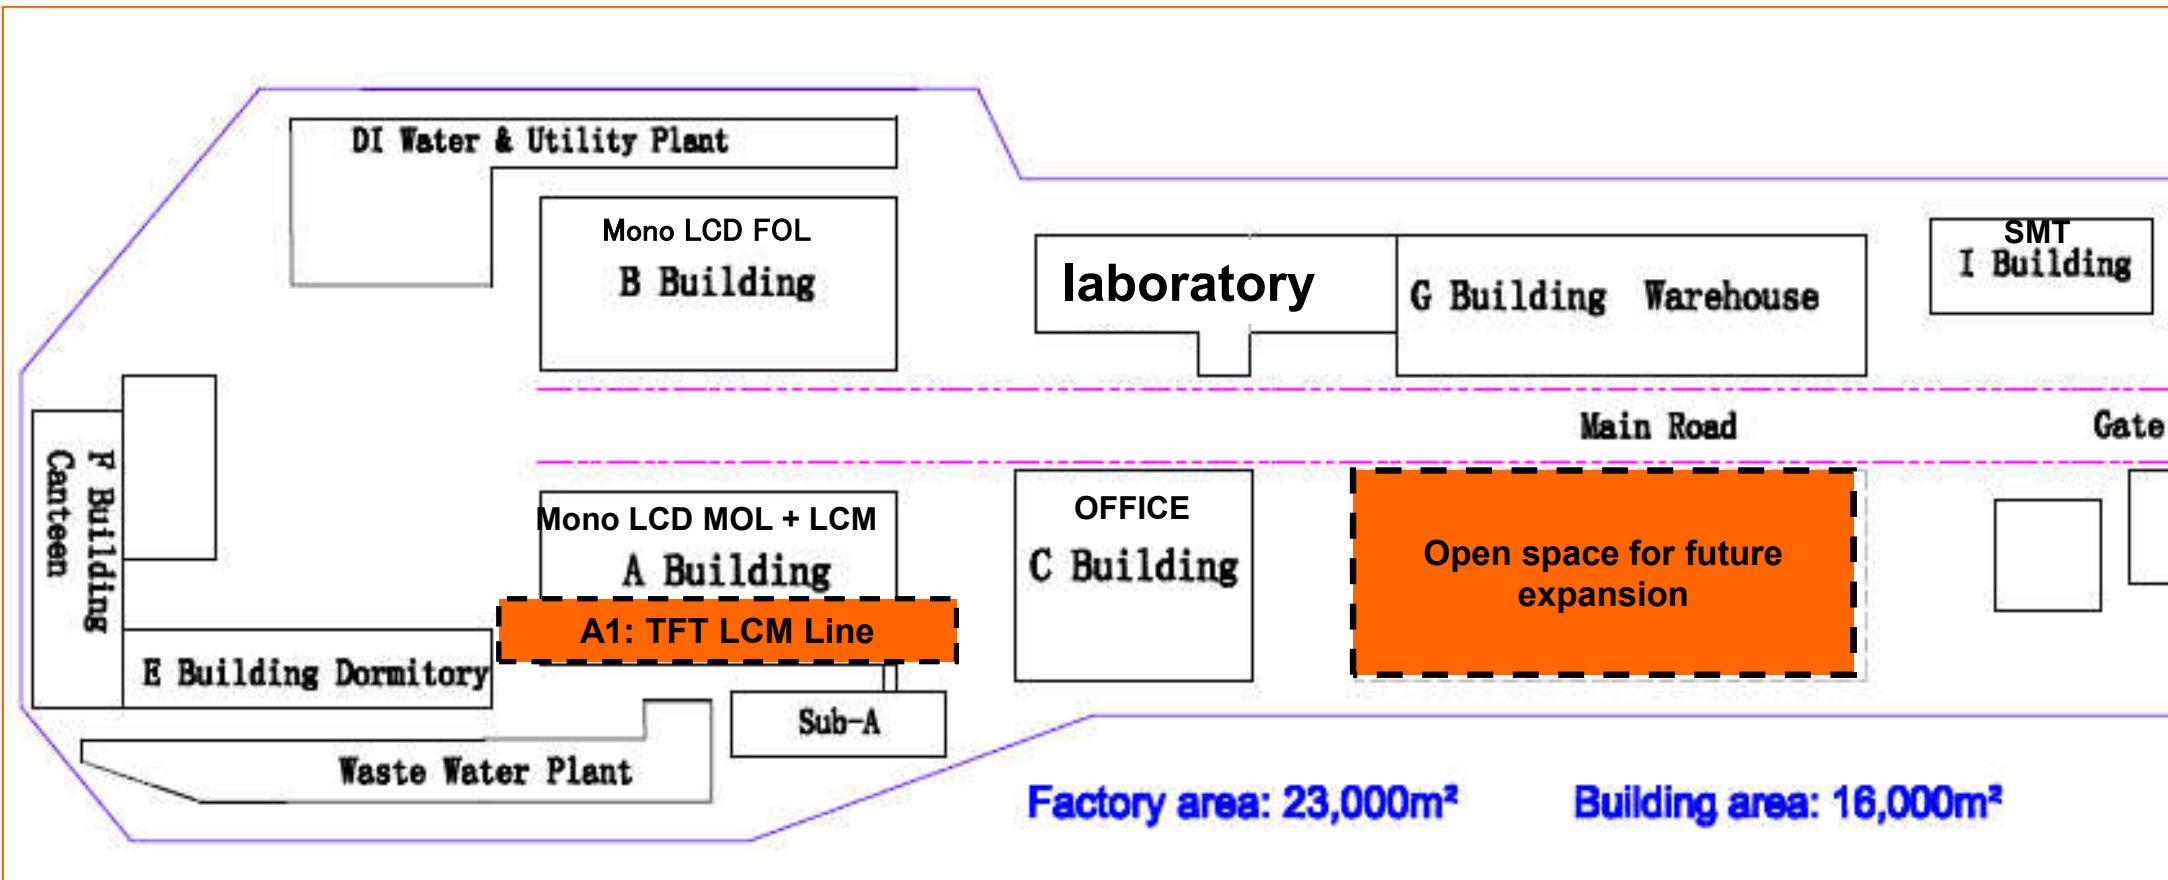 DI Water & Utility Plant
Mono LCD FOL
B Building
laboratory
G Building Warehouse
SMT
I Building
Main Road
Gate
F Building
Canteen
Mono LCD MOL + LCM
A Building
A1: TFT LCM Line
OFFICE
C Building
Open space for future
expansion
E Building Dormitory
Sub-A
Waste Water Plant
Factory area: 23,000m²
Building area: 16,000m²